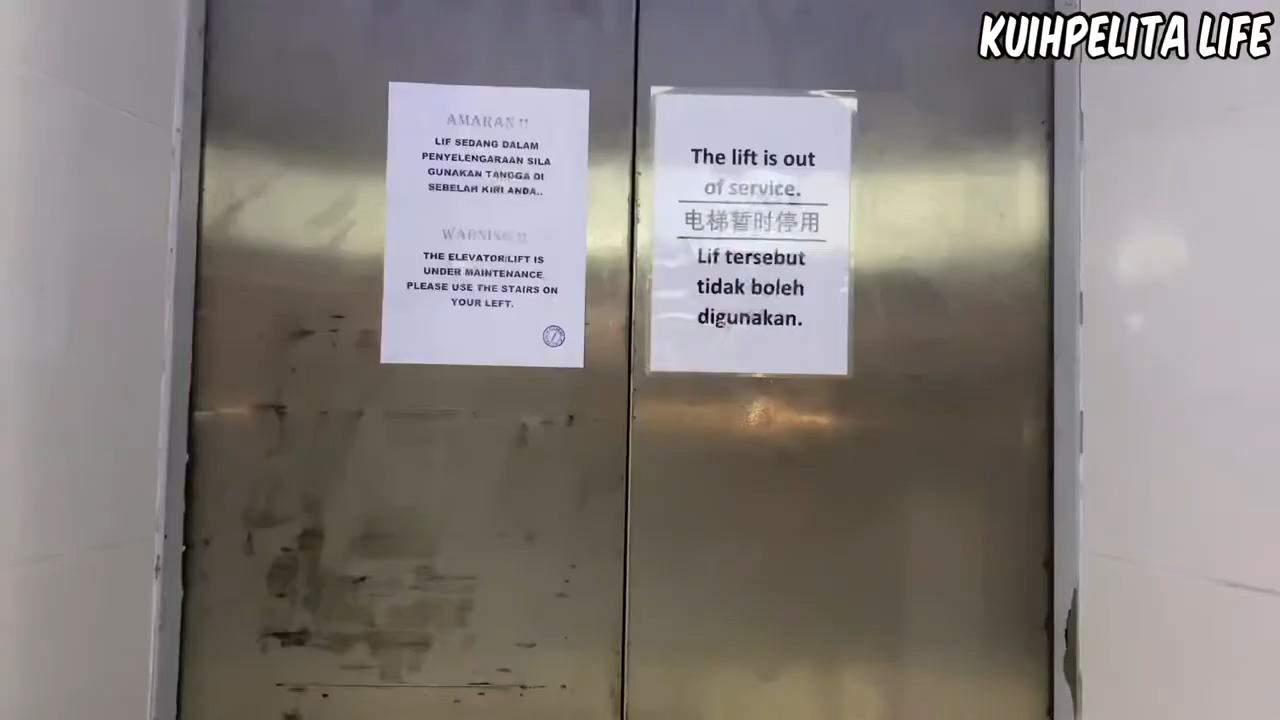 KUIHPELITA LIFE
AMARAN !!
LIF SEDANG DALAM
PENYELENGARAAN SILA
GUNAKAN TANGGA DI
SEBELAH KIRI ANDA..
WARNING !!
THE ELEVATOR/LIFT IS
UNDER MAINTENANCE
PLEASE USE THE STAIRS ON
YOUR LEFT.
The lift is out
of service.
电梯暂时停用
Lif tersebut
tidak boleh
digunakan.